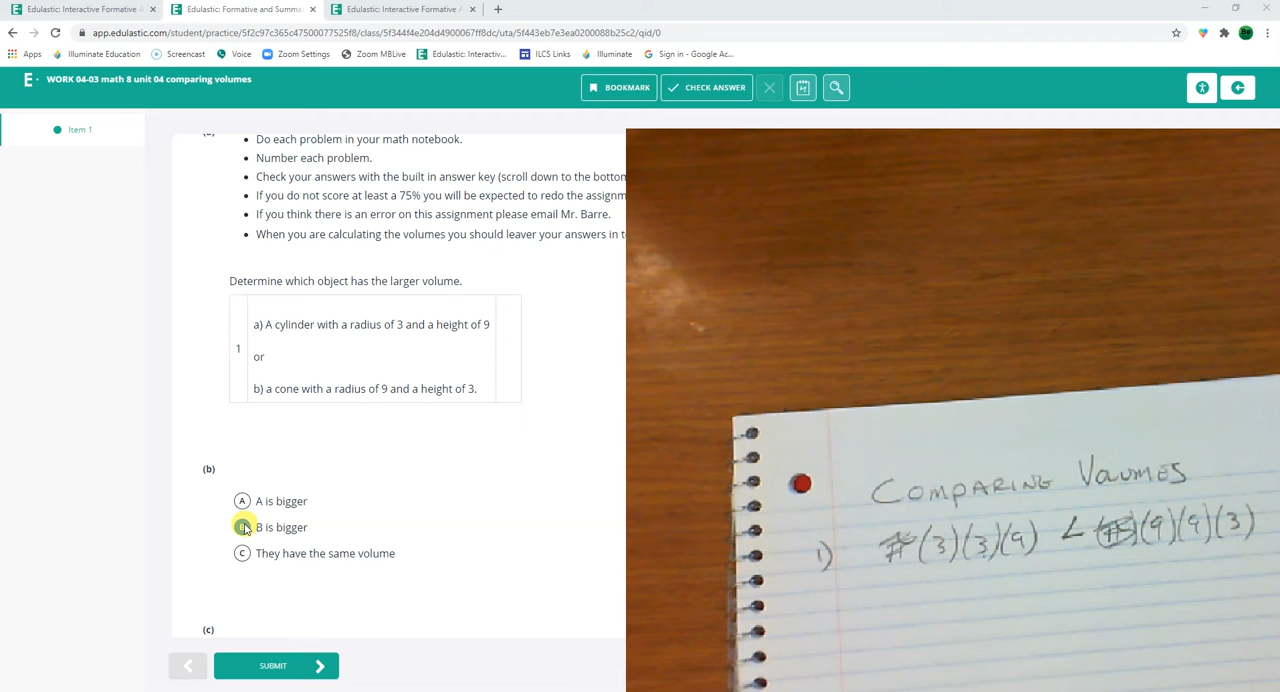 Edulastic: Interactive Formative A
Edulastic: Formative and Summa
Edulastic: Interactive Formative A
app.edulastic.com/student/practice/5f2c97c365c47500077525f8/class/5f344f4e204d4900067ff8dc/uta/5f443eb7e3ea0200088b25c2/qid/0
Apps Illuminate Education Screencast Voice Zoom Settings Zoom MBLive Edulastic: Interactiv... ILCS Links Illuminate Sign in - Google Ac...
E WORK 04-03 math 8 unit 04 comparing volumes
BOOKMARK CHECK ANSWER
Item 1
Do each problem in your math notebook.
Number each problem.
Check your answers with the built in answer key (scroll down to the bottom
If you do not score at least a 75% you will be expected to redo the assignm
If you think there is an error on this assignment please email Mr. Barre.
When you are calculating the volumes you should leaver your answers in t
Determine which object has the larger volume.
1
a) A cylinder with a radius of 3 and a height of 9
or
b) a cone with a radius of 9 and a height of 3.
(b)
A A is bigger
B B is bigger
C They have the same volume
(c)
SUBMIT
COMPARING VOLUMES
1) (3)(3)(9) < (9)(9)(3)